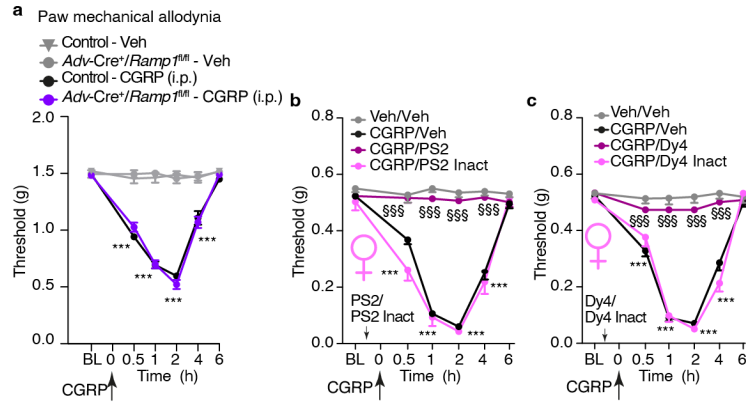 a
Paw mechanical allodynia
Control - Veh
Adv-Cre⁺/Ramp1ᶠˡ/ᶠˡ - Veh
Control - CGRP (i.p.)
Adv-Cre⁺/Ramp1ᶠˡ/ᶠˡ - CGRP (i.p.)
Threshold (g)
2.0
1.5
1.0
0.5
0.0
***
***
***
***
BL 0 0.5 1 2 4 6
CGRP
Time (h)
b
Veh/Veh
CGRP/Veh
CGRP/PS2
CGRP/PS2 Inact
Threshold (g)
0.8
0.6
0.4
0.2
0.0
§§§
§§§
§§§
§§§
♀
***
***
***
***
PS2/
PS2 Inact
BL 0 0.5 1 2 4 6
CGRP
Time (h)
c
Veh/Veh
CGRP/Veh
CGRP/Dy4
CGRP/Dy4 Inact
Threshold (g)
0.8
0.6
0.4
0.2
0.0
§§§
§§§
§§§
§§§
♀
***
***
***
***
Dy4/
Dy4 Inact
BL 0 0.5 1 2 4 6
CGRP
Time (h)